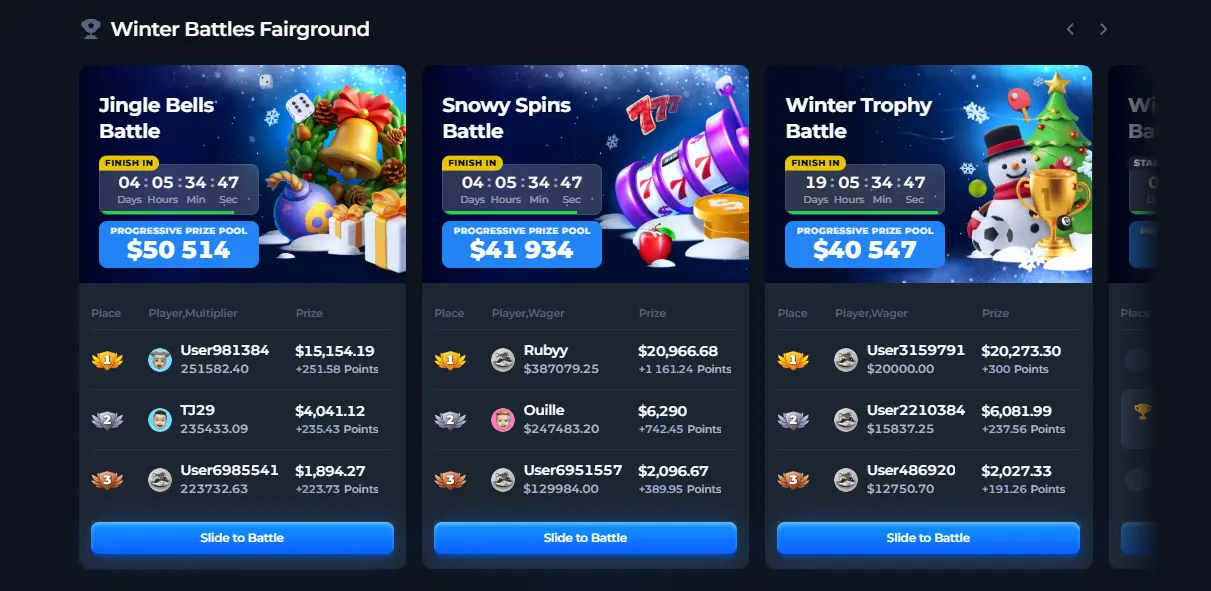 Winter Battles Fairground
Jingle Bells
Battle
FINISH IN
04 : 05 : 34 : 47
Days Hours Min Sec
PROGRESSIVE PRIZE POOL
$50 514
Place Player,Multiplier Prize
1 User981384 $15,154.19
251582.40 +251.58 Points
2 TJ29 $4,041.12
235433.09 +235.43 Points
3 User6985541 $1,894.27
223732.63 +223.73 Points
Slide to Battle
Snowy Spins
Battle
777
FINISH IN
04 : 05 : 34 : 47
Days Hours Min Sec
7 7 7
PROGRESSIVE PRIZE POOL
$41 934
Place Player,Wager Prize
1 Rubyy $20,966.68
$387079.25 +1 161.24 Points
2 Ouille $6,290
$247483.20 +742.45 Points
3 User6951557 $2,096.67
$129984.00 +389.95 Points
Slide to Battle
Winter Trophy
Battle
FINISH IN
19 : 05 : 34 : 47
Days Hours Min Sec
1
PROGRESSIVE PRIZE POOL
$40 547
Place Player,Wager Prize
1 User3159791 $20,273.30
$20000.00 +300 Points
2 User2210384 $6,081.99
$15837.25 +237.56 Points
3 User486920 $2,027.33
$12750.70 +191.26 Points
Slide to Battle
Place